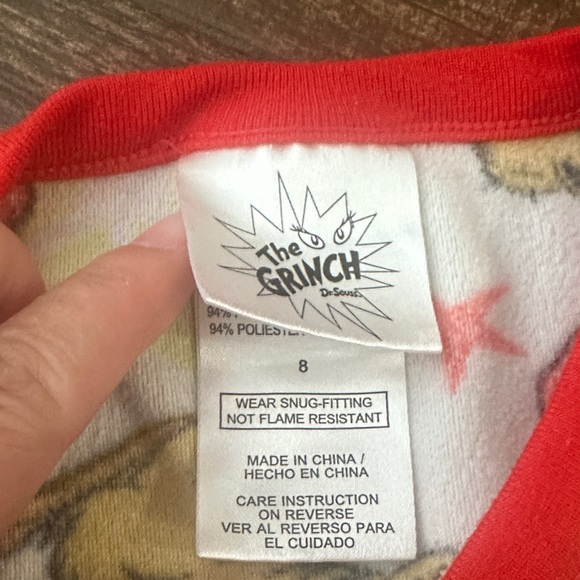 The
GRINCH
Dr. Seuss
94%
94% POLIESTER
8
WEAR SNUG-FITTING
NOT FLAME RESISTANT
MADE IN CHINA /
HECHO EN CHINA
CARE INSTRUCTION
ON REVERSE
VER AL REVERSO PARA
EL CUIDADO